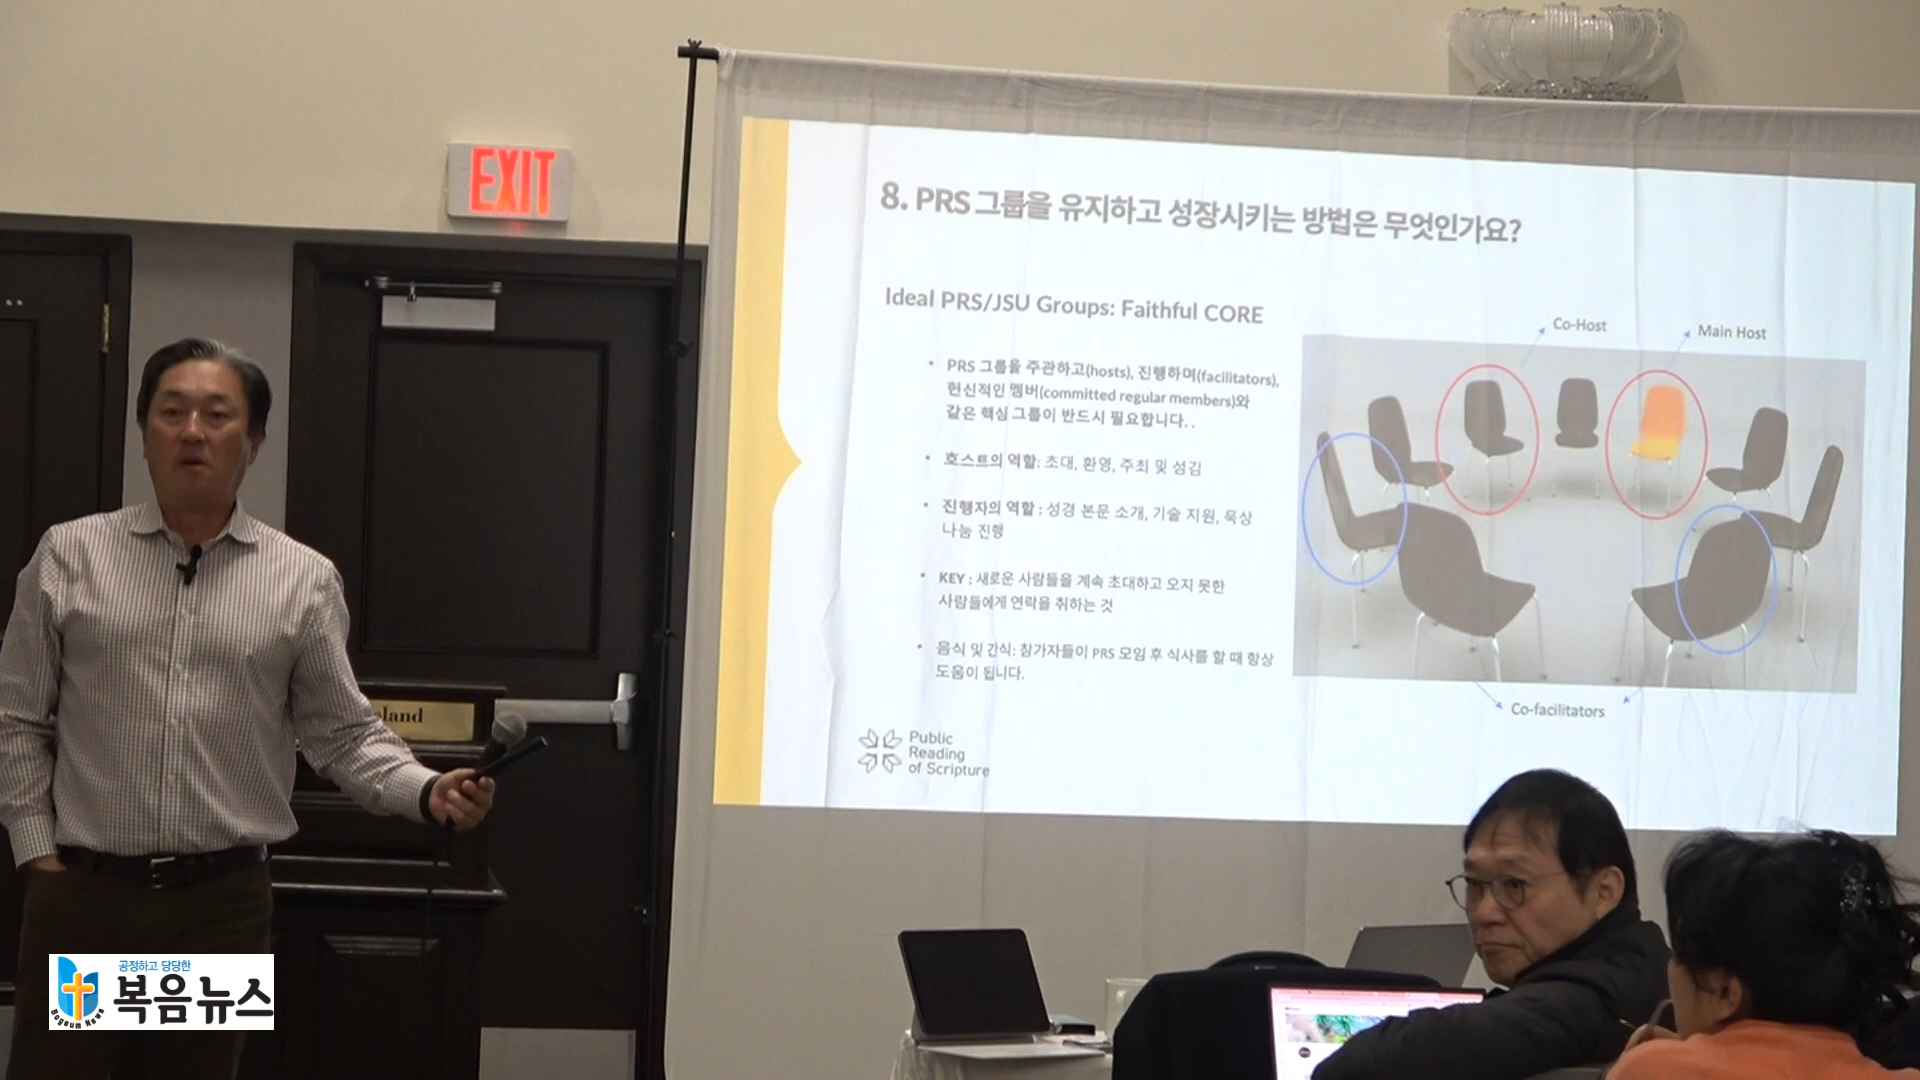 EXIT
8. PRS 그룹을 유지하고 성장시키는 방법은 무엇인가요?
Ideal PRS/JSU Groups: Faithful CORE
• PRS 그룹을 주관하고(hosts), 진행하며(facilitators),
헌신적인 멤버(committed regular members)와
같은 핵심 그룹이 반드시 필요합니다. .
• 호스트의 역할: 초대, 환영, 주최 및 섬김
• 진행자의 역할 : 성경 본문 소개, 기술 지원, 묵상
나눔 진행
• KEY : 새로운 사람들을 계속 초대하고 오지 못한
사람들에게 연락을 취하는 것
• 음식 및 간식: 참가자들이 PRS 모임 후 식사를 할 때 항상
도움이 됩니다.
Co-Host
Main Host
Co-facilitators
Public
Reading
of Scripture
sland
공정하고 당당한
복음뉴스
Bogeum News